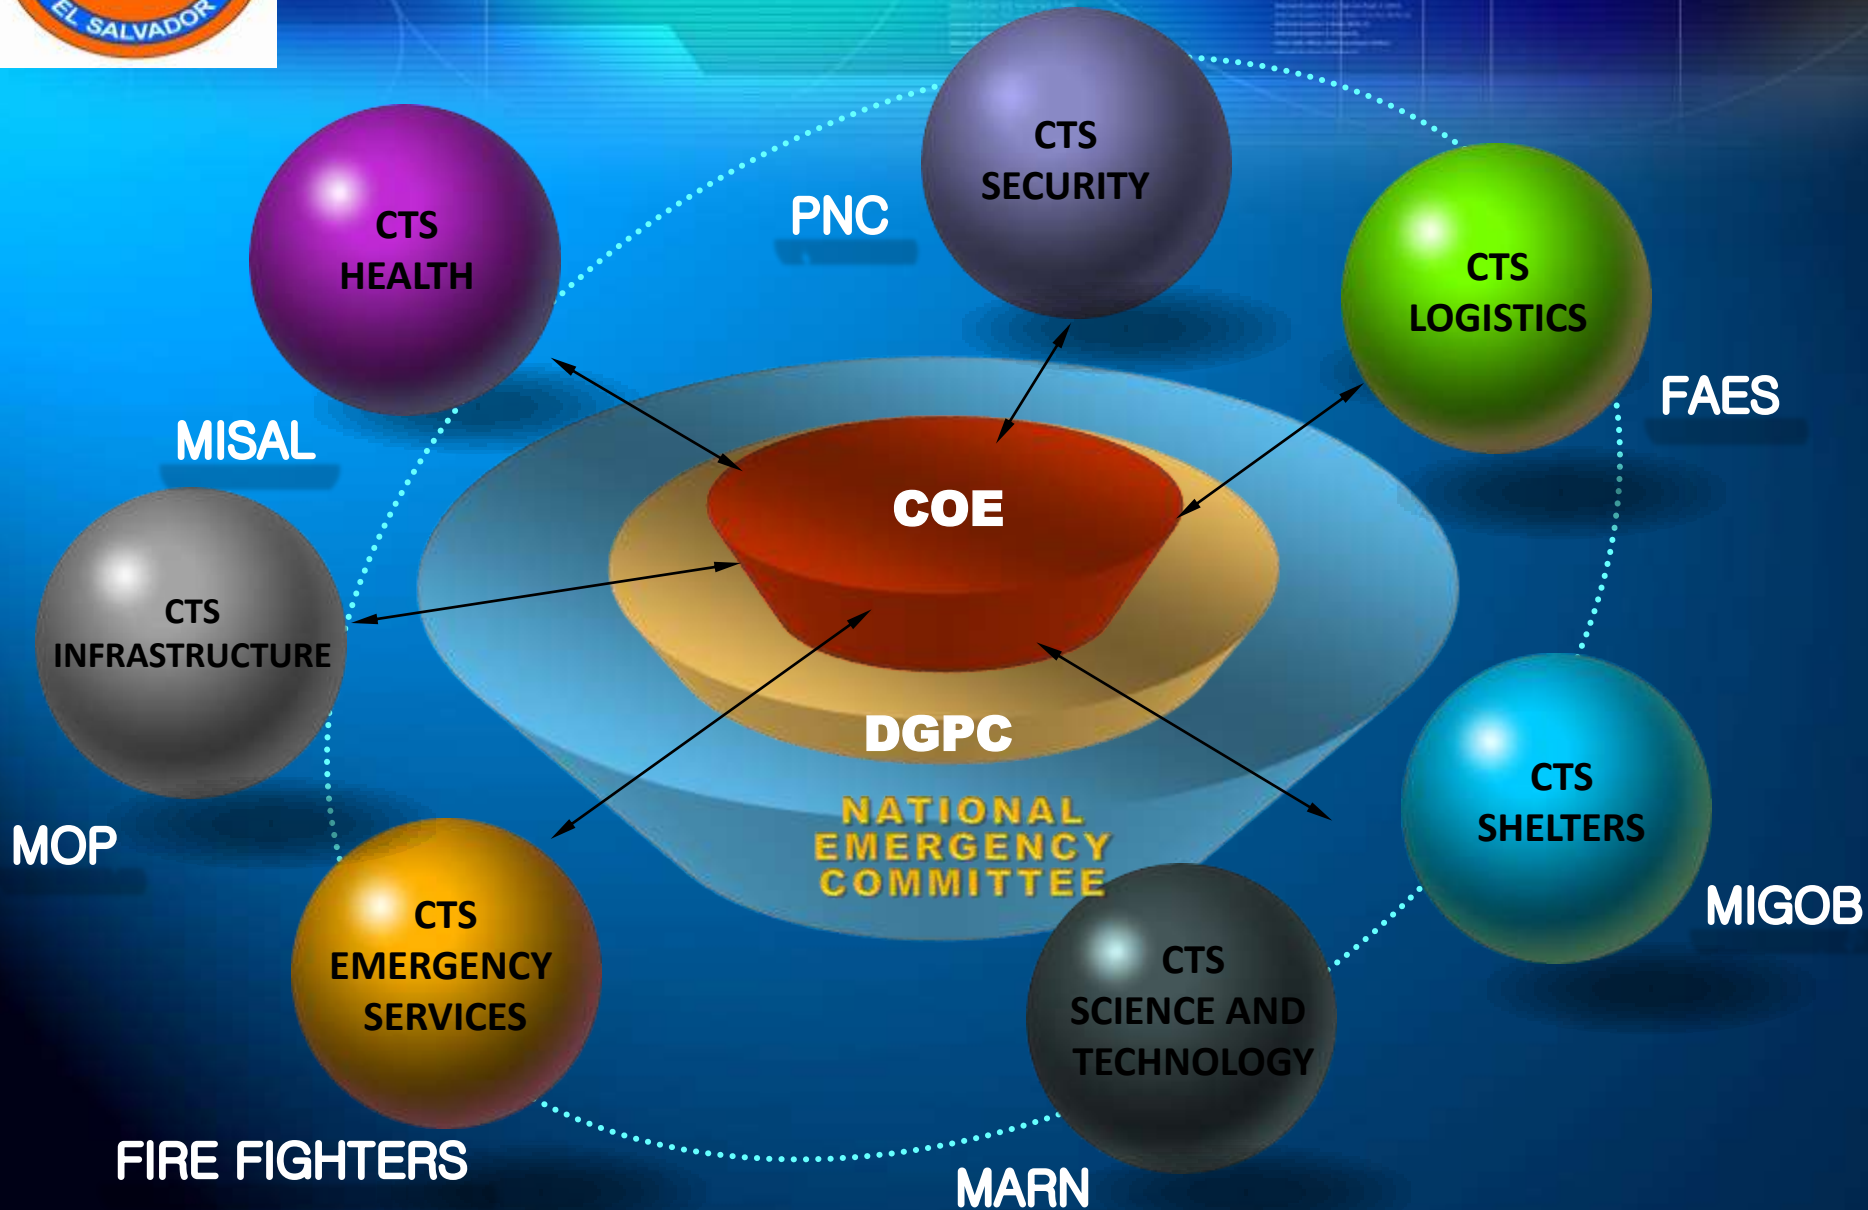 EL SALVADOR
CTS
SECURITY
PNC
CTS
HEALTH
CTS
LOGISTICS
FAES
MISAL
COE
CTS
INFRASTRUCTURE
DGPC
CTS
SHELTERS
NATIONAL
EMERGENCY
COMMITTEE
MOP
MIGOB
CTS
EMERGENCY
SERVICES
CTS
SCIENCE AND
TECHNOLOGY
FIRE FIGHTERS
MARN